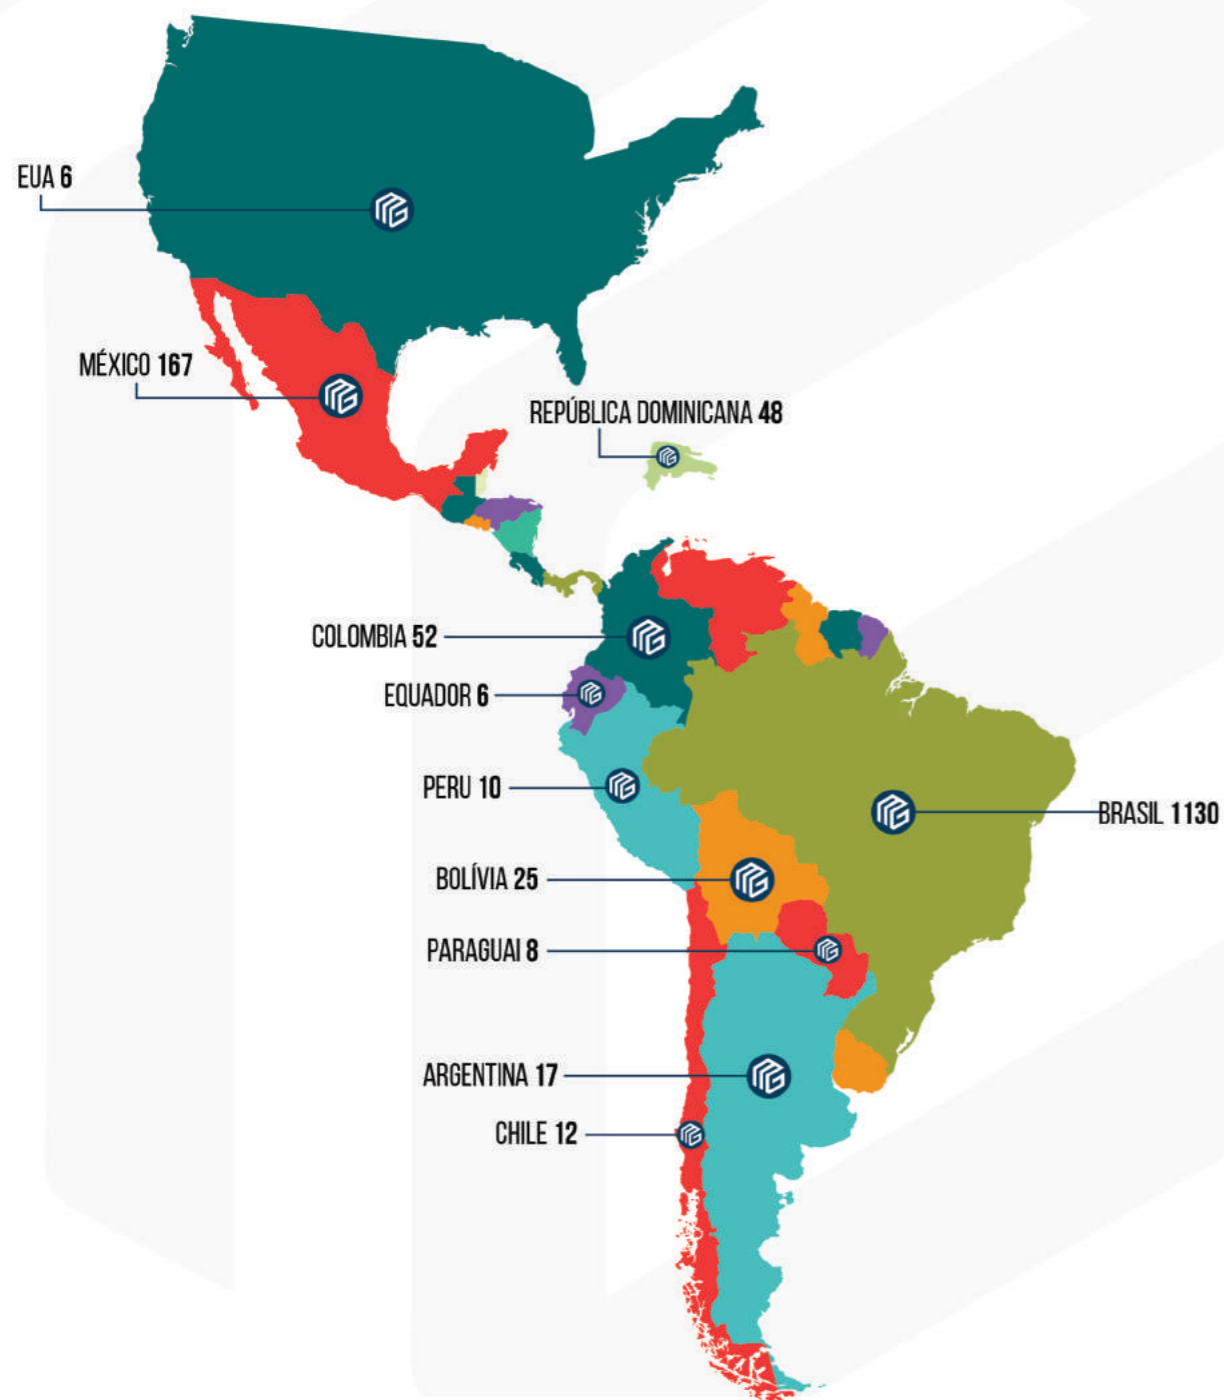 EUA 6
MÉXICO 167
REPÚBLICA DOMINICANA 48
COLOMBIA 52
EQUADOR 6
PERU 10
BRASIL 1130
BOLÍVIA 25
PARAGUAI 8
ARGENTINA 17
CHILE 12